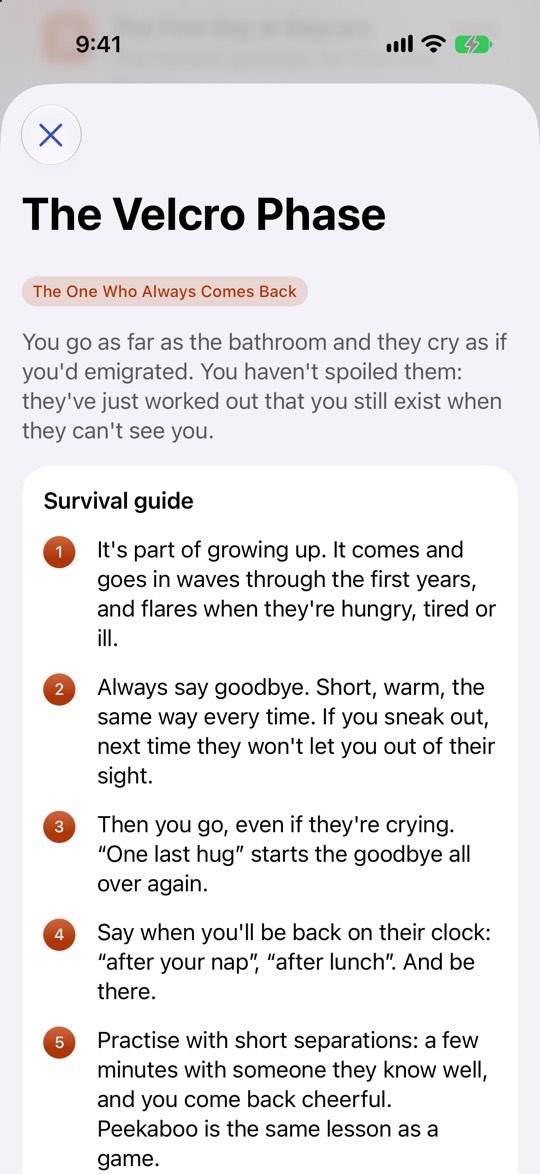 9:41
The Velcro Phase
The One Who Always Comes Back
You go as far as the bathroom and they cry as if
you'd emigrated. You haven't spoiled them:
they've just worked out that you still exist when
they can't see you.
Survival guide
1 It's part of growing up. It comes and
goes in waves through the first years,
and flares when they're hungry, tired or
ill.
2 Always say goodbye. Short, warm, the
same way every time. If you sneak out,
next time they won't let you out of their
sight.
3 Then you go, even if they're crying.
“One last hug” starts the goodbye all
over again.
4 Say when you'll be back on their clock:
“after your nap”, “after lunch”. And be
there.
5 Practise with short separations: a few
minutes with someone they know well,
and you come back cheerful.
Peekaboo is the same lesson as a
game.